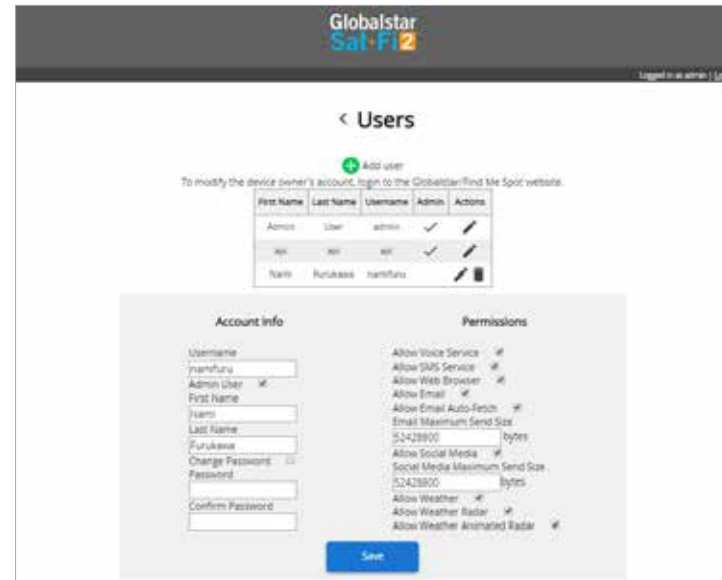 Globalstar
Sat-Fi2
Logged in as admin |
< Users
Add user
To modify the device owner's account, login to the Globalstar/Find Me Spot website.
First Name Last Name Username Admin Actions
Admin User admin
Nami Furukawa namifuru
Account Info
Username
namifuru
Admin User
First Name
Nami
Last Name
Furukawa
Change Password
Password
Confirm Password
Permissions
Allow Voice Service
Allow SMS Service
Allow Web Browser
Allow Email
Allow Email Auto-Fetch
Email Maximum Send Size
52428800 bytes
Allow Social Media
Social Media Maximum Send Size
52428800 bytes
Allow Weather
Allow Weather Radar
Allow Weather Animated Radar
Save